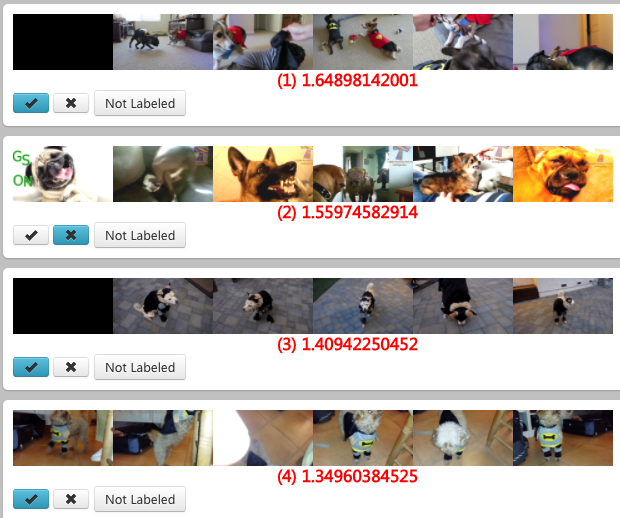 (1) 1.64898142001
Not Labeled
GS
ON
(2) 1.55974582914
Not Labeled
(3) 1.40942250452
Not Labeled
(4) 1.34960384525
Not Labeled